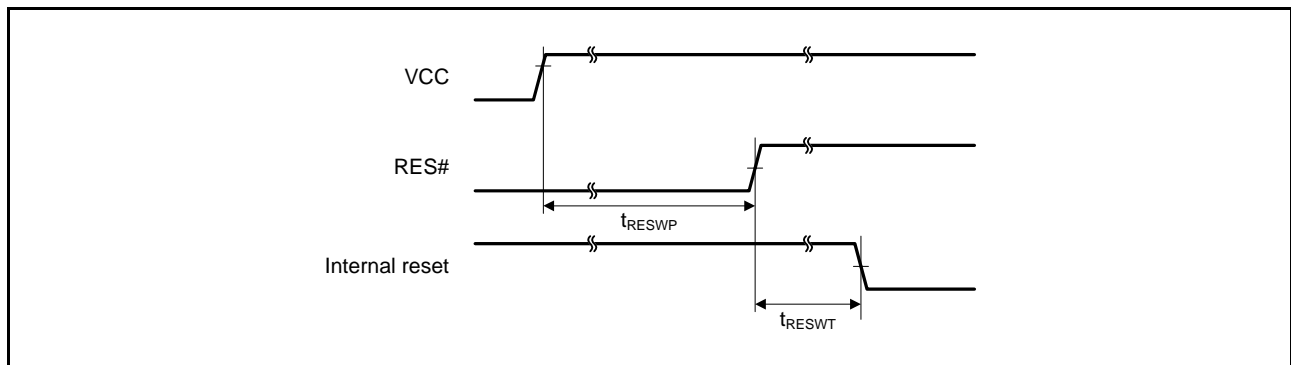 VCC
RES#
tRESWP
Internal reset
tRESWT